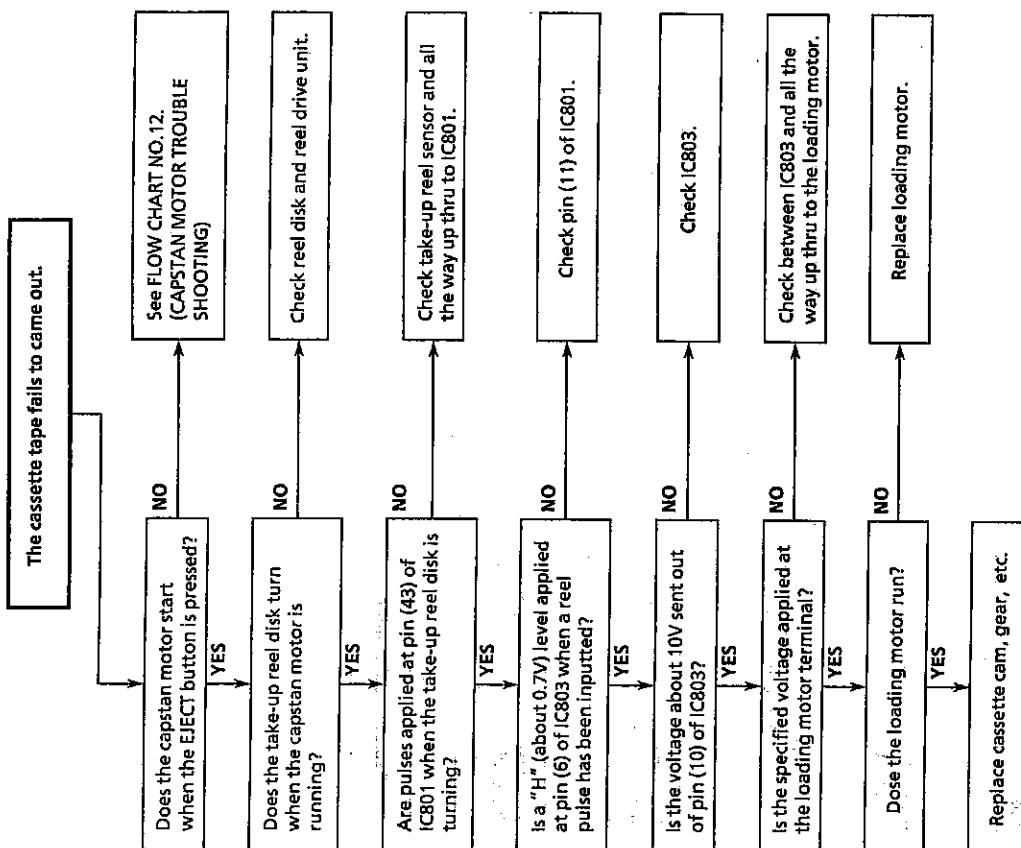 The cassette tape fails to came out.
Does the capstan motor start
when the EJECT button is pressed?
NO
See FLOW CHART NO.12.
(CAPSTAN MOTOR TROUBLE
SHOOTING)
YES
Does the take-up reel disk turn
when the capstan motor is
running?
NO
Check reel disk and reel drive unit.
YES
Are pulses applied at pin (43) of
IC801 when the take-up reel disk is
turning?
NO
Check take-up reel sensor and all
the way up thru to IC801.
YES
Is a "H" (about 0.7V) level applied
at pin (6) of IC803 when a reel
pulse has been inputted?
NO
Check pin (11) of IC801.
YES
Is the voltage about 10V sent out
of pin (10) of IC803?
NO
Check IC803.
YES
Is the specified voltage applied at
the loading motor terminal?
NO
Check between IC803 and all the
way up thru to the loading motor.
YES
Dose the loading motor run?
NO
Replace loading motor.
YES
Replace cassette cam, gear, etc.